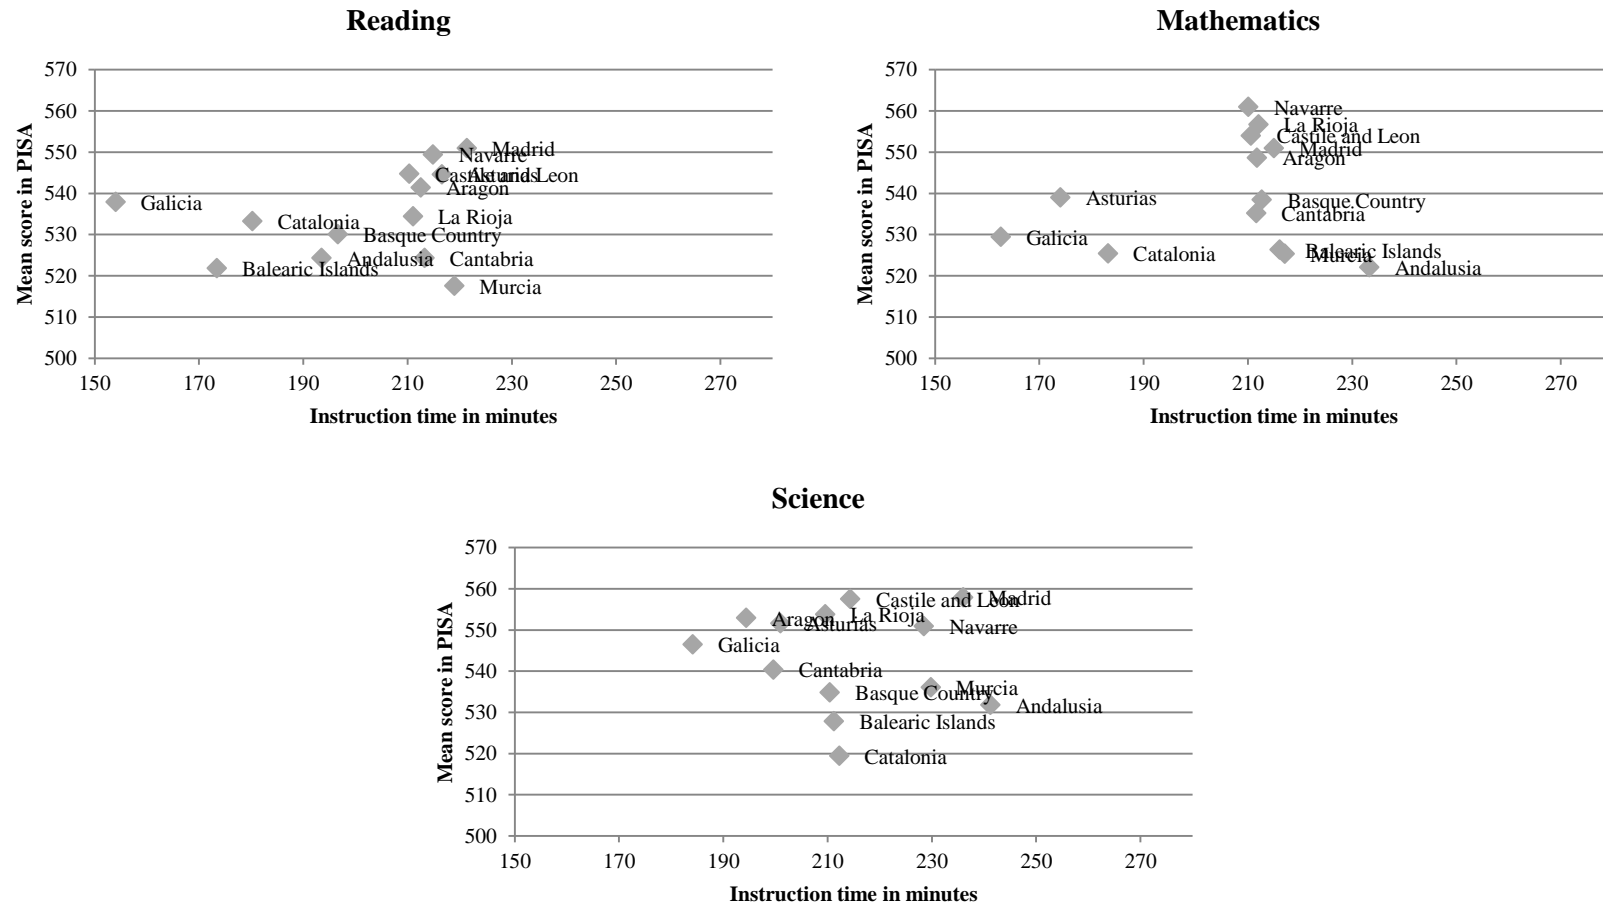 Reading
570
560
550
540
530
520
510
500
Mean score in PISA
Madrid
Navarre
Castile and Leon
Asturias
Aragon
Galicia
La Rioja
Catalonia
Basque Country
Andalusia
Cantabria
Balearic Islands
Murcia
150 170 190 210 230 250 270
Instruction time in minutes
Mathematics
570
560
550
540
530
520
510
500
Mean score in PISA
Navarre
La Rioja
Castile and Leon
Madrid
Aragon
Asturias
Basque Country
Cantabria
Galicia
Balearic Islands
Catalonia
Murcia
Andalusia
150 170 190 210 230 250 270
Instruction time in minutes
Science
570
560
550
540
530
520
510
500
Mean score in PISA
Castile and Leon
Madrid
La Rioja
Aragon
Asturias
Navarre
Galicia
Cantabria
Murcia
Basque Country
Andalusia
Balearic Islands
Catalonia
150 170 190 210 230 250 270
Instruction time in minutes